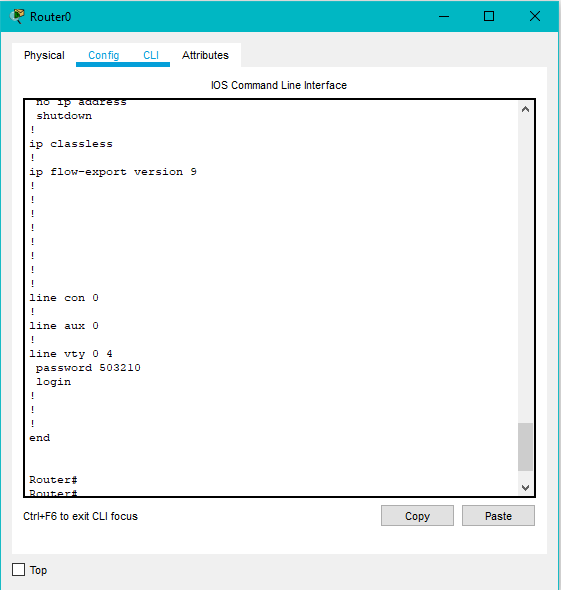 Router0
Physical Config CLI Attributes
IOS Command Line Interface
no ip address
shutdown
!
ip classless
!
ip flow-export version 9
!
!
!
!
!
!
!
!
line con 0
!
line aux 0
!
line vty 0 4
password 503210
login
!
!
!
end
Router#
Router#
Ctrl+F6 to exit CLI focus
Copy Paste
Top